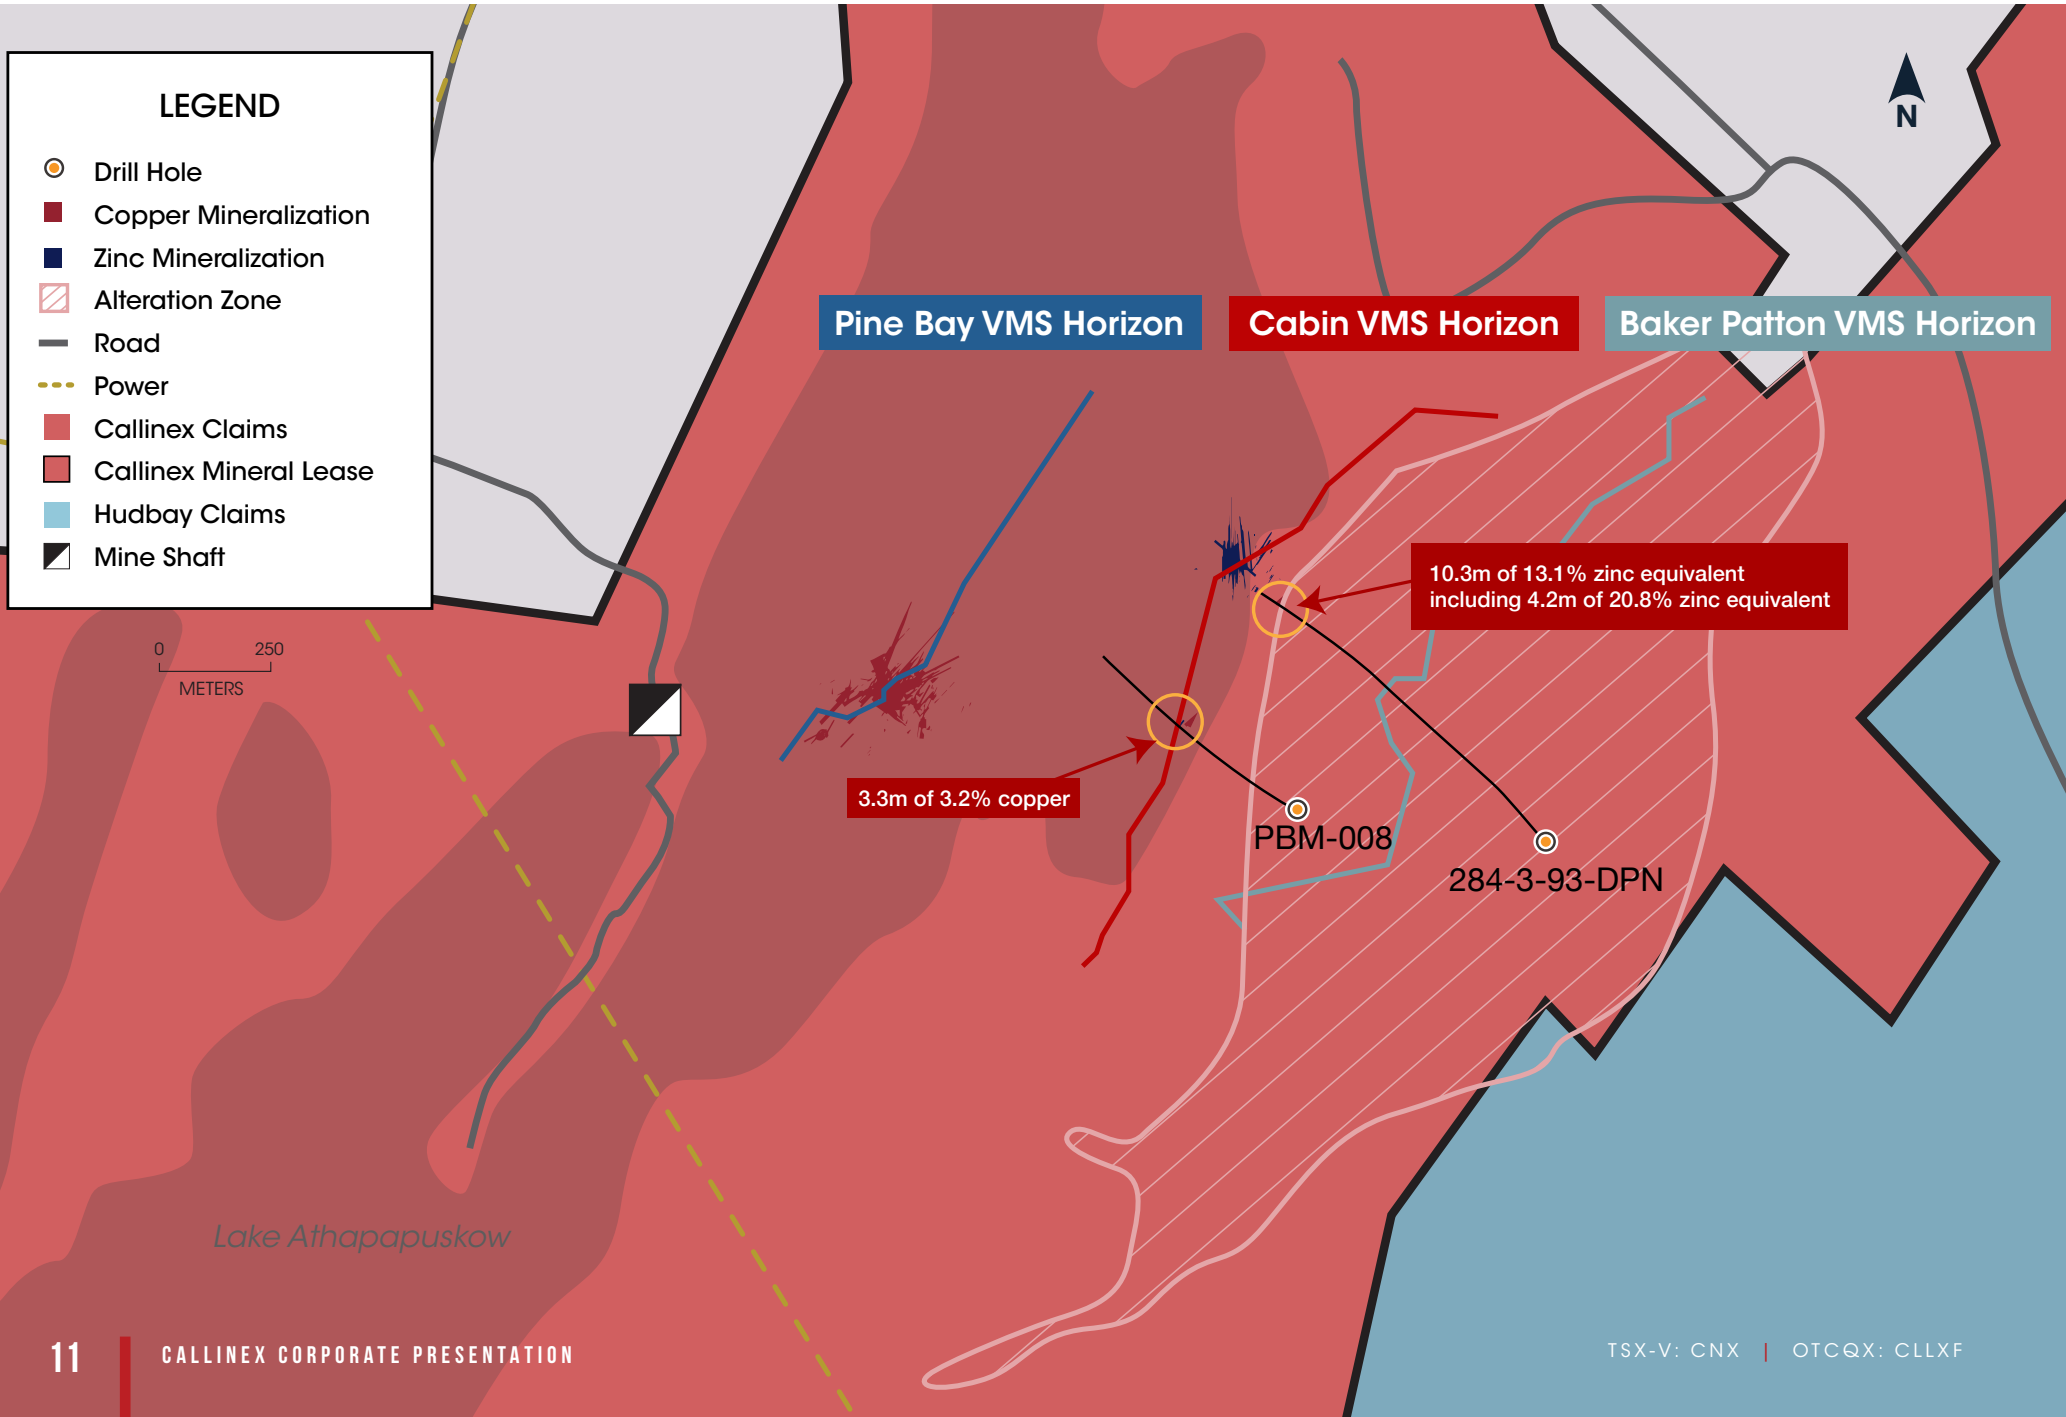 LEGEND
Drill Hole
Copper Mineralization
Zinc Mineralization
Alteration Zone
Road
Power
Callinex Claims
Callinex Mineral Lease
Hudbay Claims
Mine Shaft
0 250
METERS
N
Pine Bay VMS Horizon
Cabin VMS Horizon
Baker Patton VMS Horizon
10.3m of 13.1% zinc equivalent
including 4.2m of 20.8% zinc equivalent
3.3m of 3.2% copper
PBM-008
284-3-93-DPN
Lake Athapapuskow
11 CALLINEX CORPORATE PRESENTATION
TSX-V: CNX | OTCQX: CLLXF